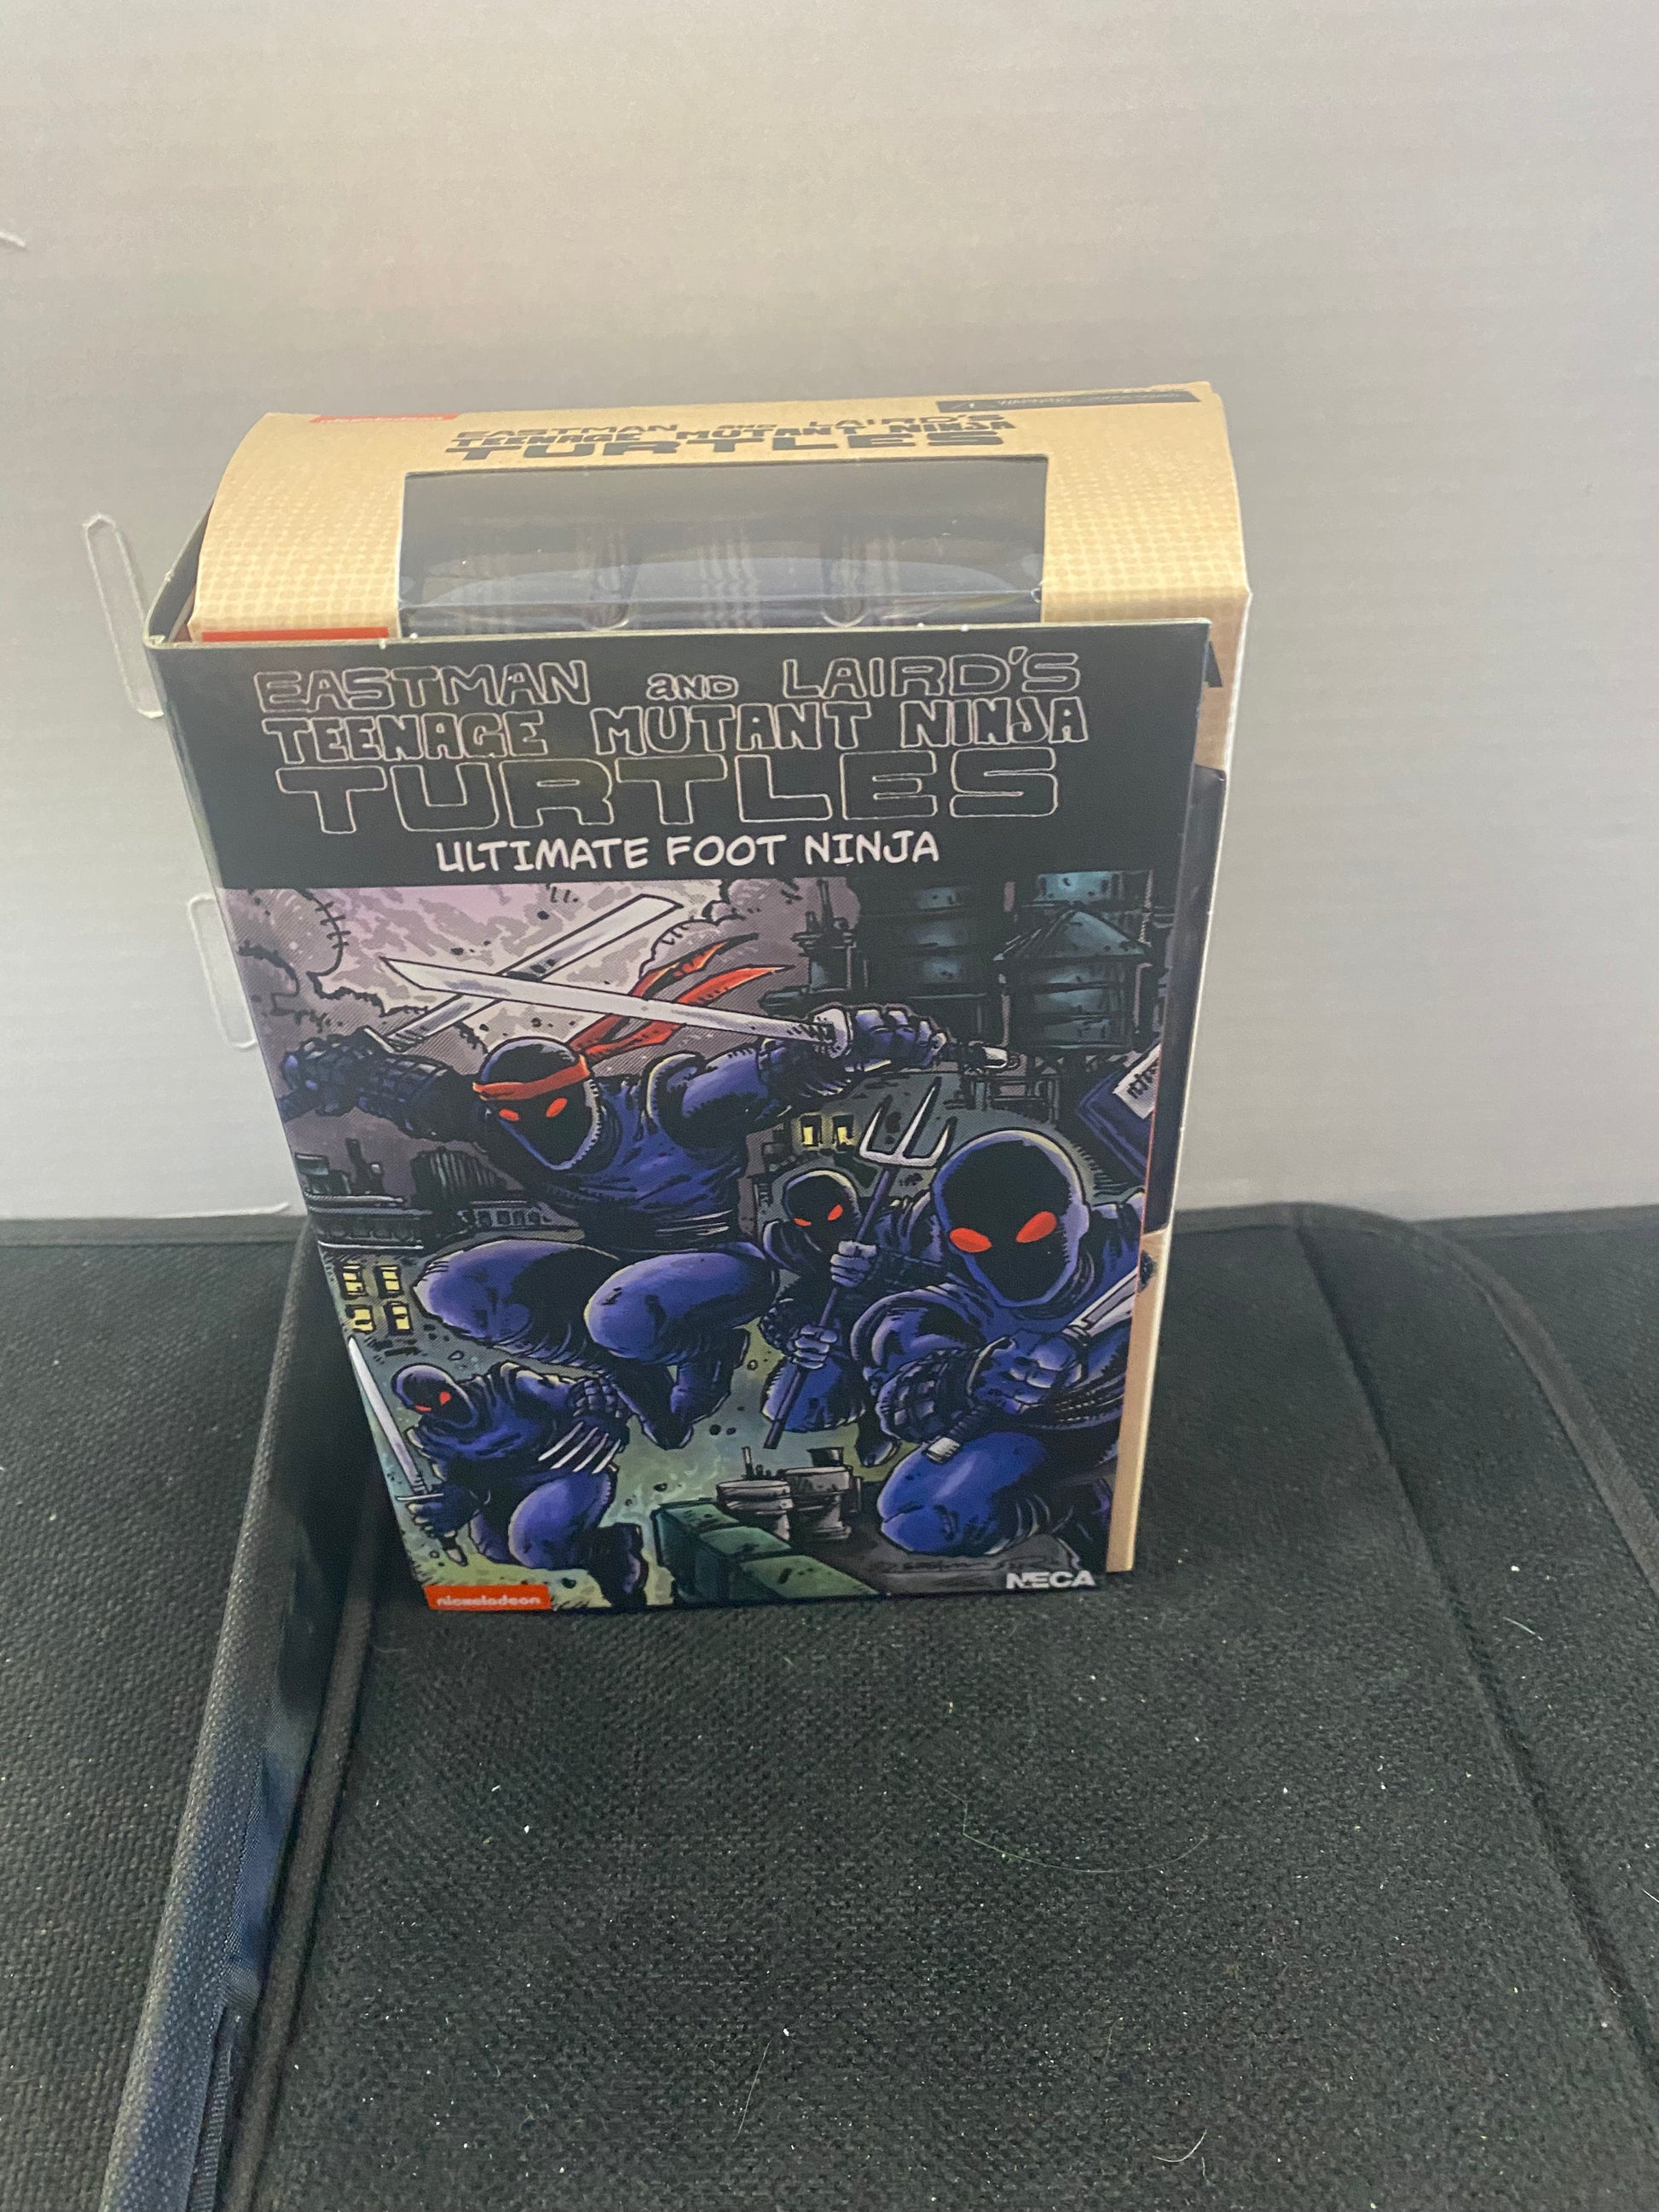 nickelodeon
EASTMAN AND LAIRD'S
TEENAGE MUTANT NINJA
TURTLES
EASTMAN AND LAIRD'S
TEENAGE MUTANT NINJA
TURTLES
ULTIMATE FOOT NINJA
nickelodeon
NECA